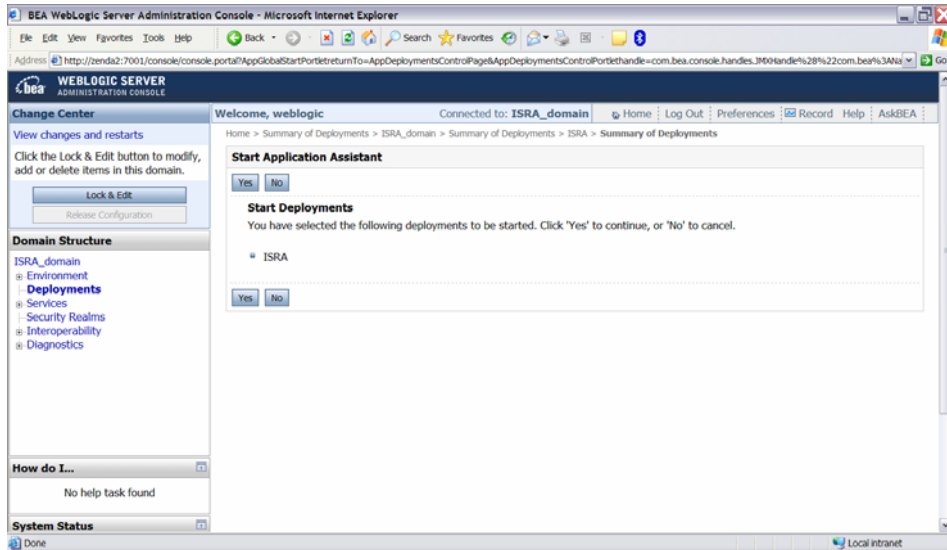 BEA WebLogic Server Administration Console - Microsoft Internet Explorer
File Edit View Favorites Tools Help
Back Search Favorites
Address http://zenda2:7001/console/console.portal?AppGlobalStartPortletreturnTo=AppDeploymentsControlPage&AppDeploymentsControlPortlethandle=com.bea.console.handles.JMXHandle%28%22com.bea%3ANa Go
bea WEBLOGIC SERVER
ADMINISTRATION CONSOLE
Change Center
View changes and restarts
Click the Lock & Edit button to modify,
add or delete items in this domain.
Lock & Edit
Release Configuration
Domain Structure
ISRA_domain
Environment
Deployments
Services
Security Realms
Interoperability
Diagnostics
How do I...
No help task found
System Status
Welcome, weblogic Connected to: ISRA_domain Home Log Out Preferences Record Help AskBEA
Home > Summary of Deployments > ISRA_domain > Summary of Deployments > ISRA > Summary of Deployments
Start Application Assistant
Yes No
Start Deployments
You have selected the following deployments to be started. Click 'Yes' to continue, or 'No' to cancel.
ISRA
Yes No
Done Local intranet